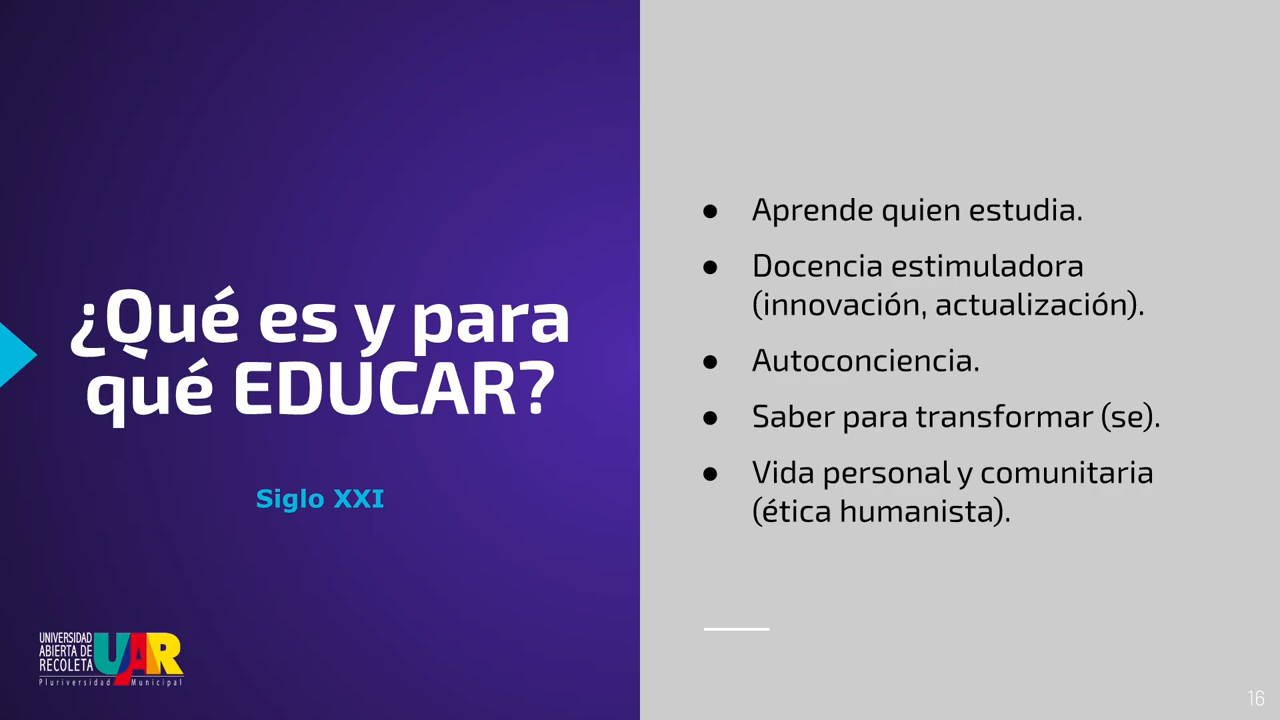 ¿Qué es y para
qué EDUCAR?
Siglo XXI
UNIVERSIDAD
ABIERTA DE
RECOLETA
UAR
Pluriversidad Municipal
● Aprende quien estudia.
● Docencia estimuladora
(innovación, actualización).
● Autoconciencia.
● Saber para transformar (se).
● Vida personal y comunitaria
(ética humanista).
16